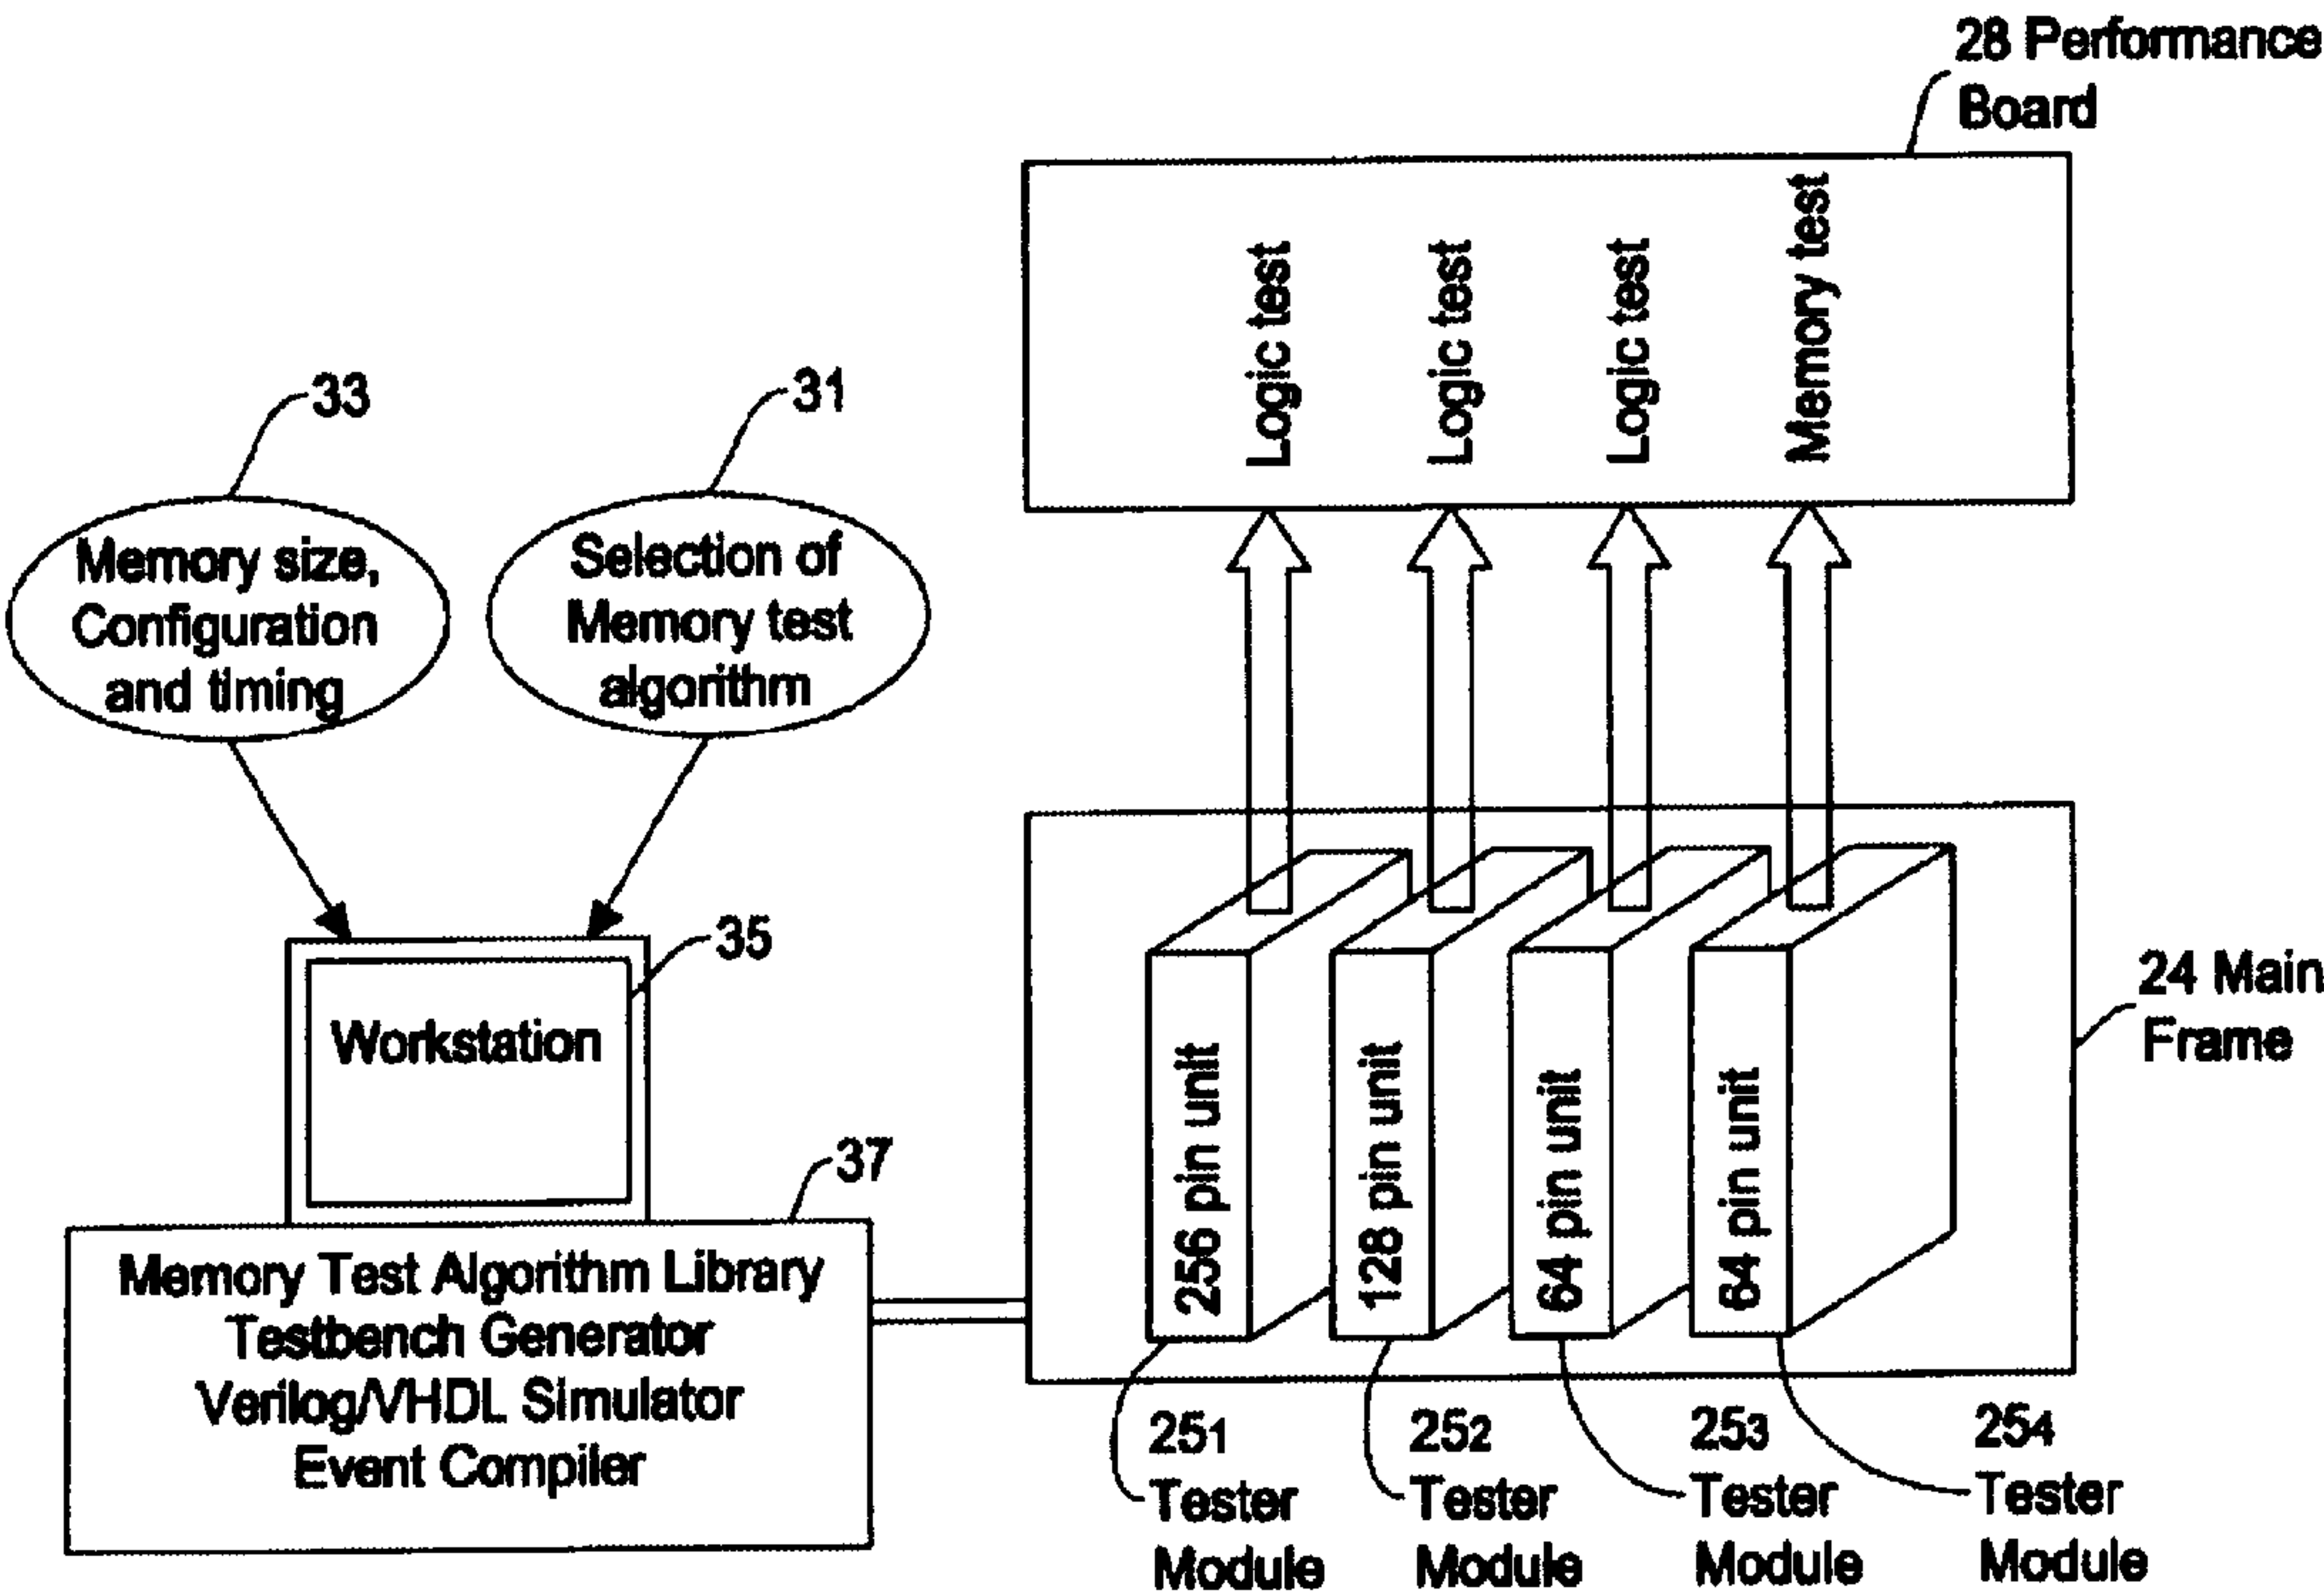 28 Performance
Board
Logic test
Logic test
Logic test
Memory test
33
31
Memory size,
Configuration
and timing
Selection of
Memory test
algorithm
35
Workstation
37
Memory Test Algorithm Library
Testbench Generator
Verilog/VHDL Simulator
Event Compiler
256 pin unit
128 pin unit
64 pin unit
64 pin unit
24 Main
Frame
251
Tester
Module
252
Tester
Module
253
Tester
Module
254
Tester
Module